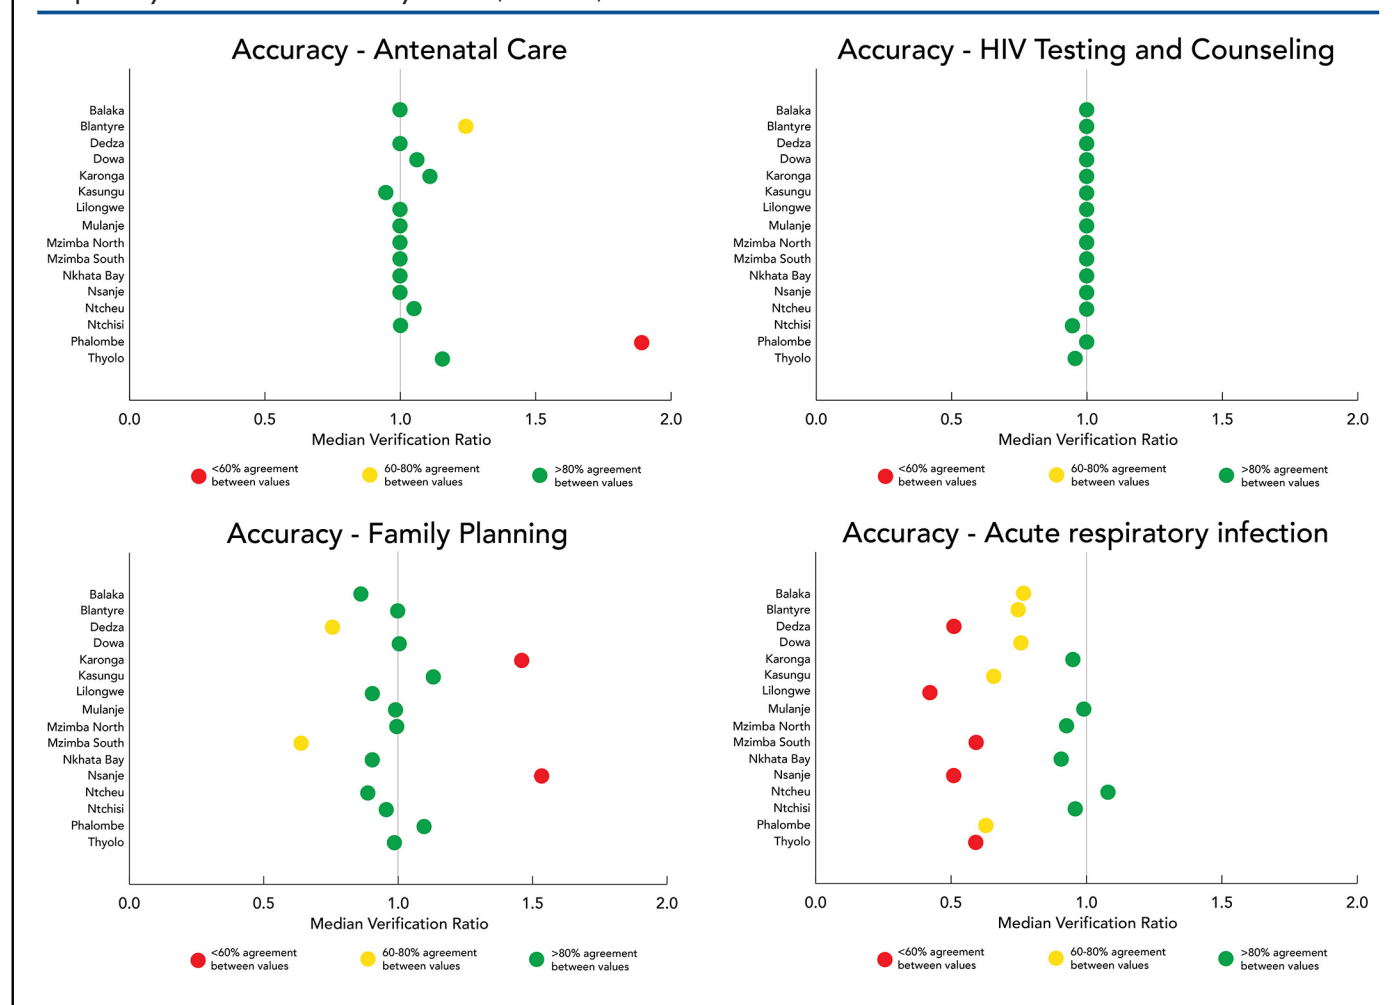 Accuracy - Antenatal Care
Balaka
Blantyre
Dedza
Dowa
Karonga
Kasungu
Lilongwe
Mulanje
Mzimba North
Mzimba South
Nkhata Bay
Nsanje
Ntcheu
Ntchisi
Phalombe
Thyolo
0.0 0.5 1.0 1.5 2.0
Median Verification Ratio
<60% agreement between values
60-80% agreement between values
>80% agreement between values
Accuracy - HIV Testing and Counseling
Balaka
Blantyre
Dedza
Dowa
Karonga
Kasungu
Lilongwe
Mulanje
Mzimba North
Mzimba South
Nkhata Bay
Nsanje
Ntcheu
Ntchisi
Phalombe
Thyolo
0.0 0.5 1.0 1.5 2.0
Median Verification Ratio
<60% agreement between values
60-80% agreement between values
>80% agreement between values
Accuracy - Family Planning
Balaka
Blantyre
Dedza
Dowa
Karonga
Kasungu
Lilongwe
Mulanje
Mzimba North
Mzimba South
Nkhata Bay
Nsanje
Ntcheu
Ntchisi
Phalombe
Thyolo
0.0 0.5 1.0 1.5 2.0
Median Verification Ratio
<60% agreement between values
60-80% agreement between values
>80% agreement between values
Accuracy - Acute respiratory infection
Balaka
Blantyre
Dedza
Dowa
Karonga
Kasungu
Lilongwe
Mulanje
Mzimba North
Mzimba South
Nkhata Bay
Nsanje
Ntcheu
Ntchisi
Phalombe
Thyolo
0.0 0.5 1.0 1.5 2.0
Median Verification Ratio
<60% agreement between values
60-80% agreement between values
>80% agreement between values